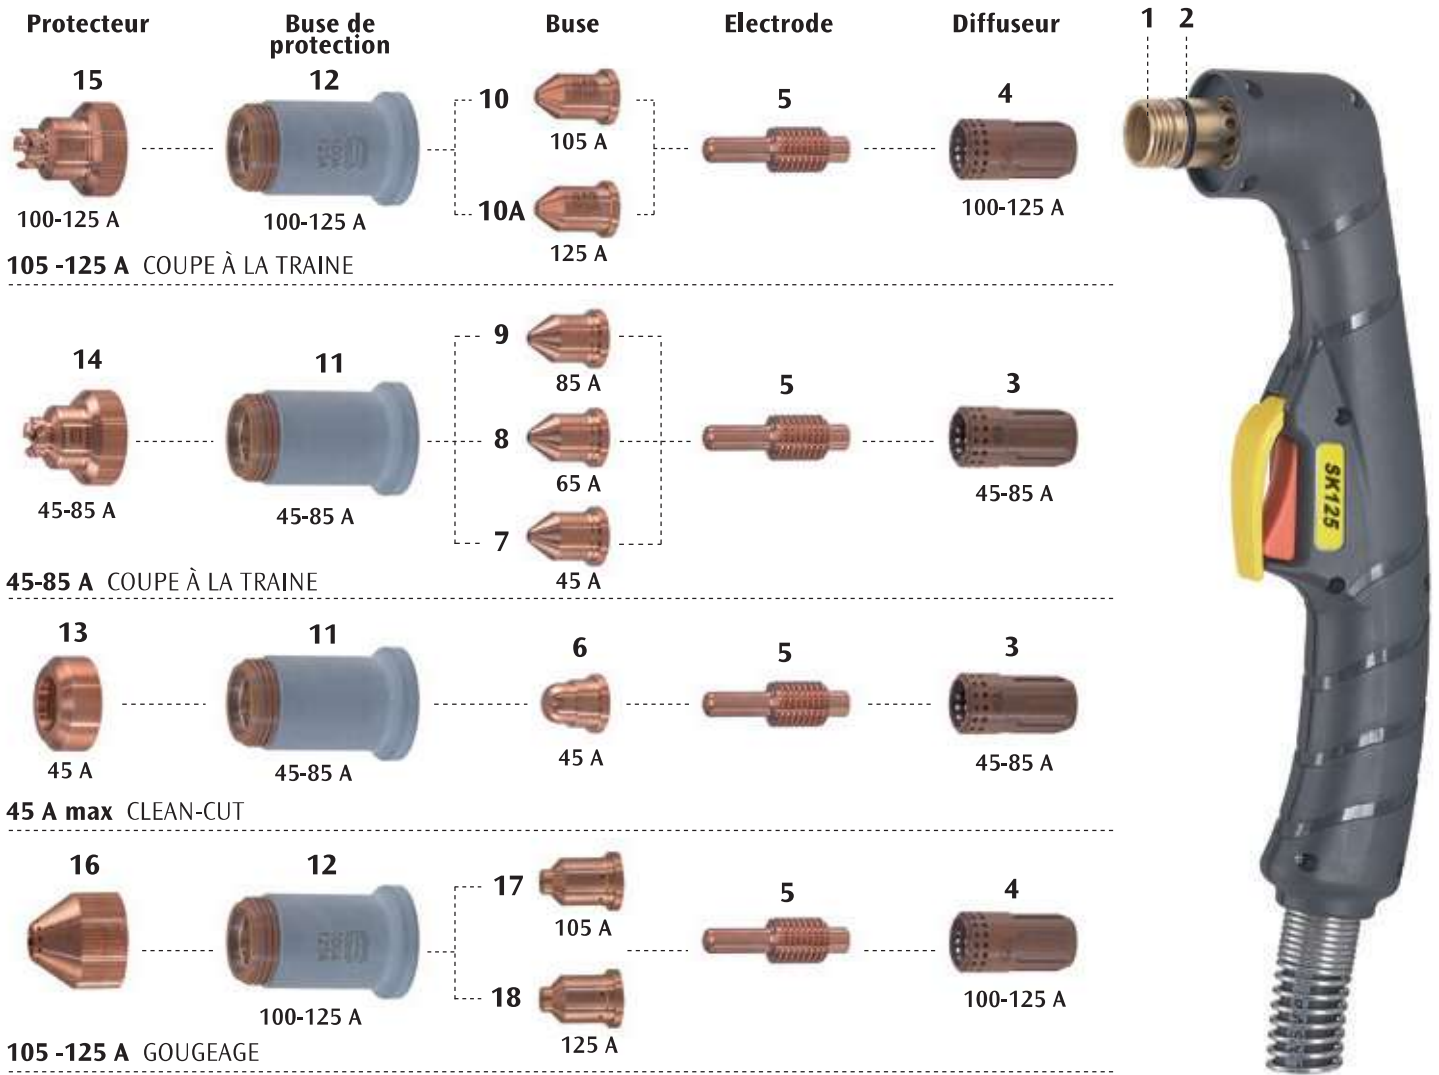 Protecteur
Buse de
protection
Buse
Electrode
Diffuseur
1 2
15
12
10
105 A
10A
125 A
5
4
100-125 A
100-125 A
100-125 A
105 -125 A COUPE À LA TRAINE
14
11
9
85 A
8
65 A
7
45 A
5
3
45-85 A
45-85 A
45-85 A
45-85 A COUPE À LA TRAINE
SK125
13
11
6
5
3
45 A
45-85 A
45 A
45-85 A
45 A max CLEAN-CUT
16
12
17
105 A
18
125 A
5
4
100-125 A
100-125 A
105 -125 A GOUGEAGE